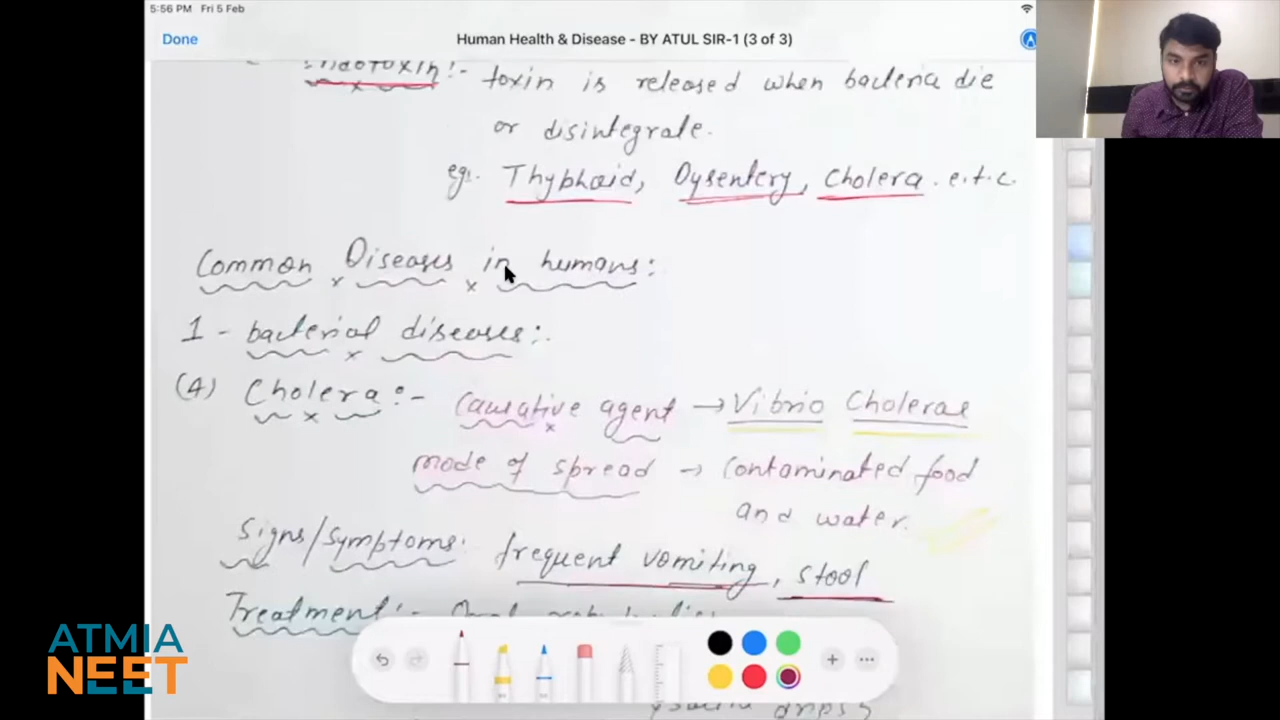 5:56 PM Fri 5 Feb
Done
Human Health & Disease - BY ATUL SIR-1 (3 of 3)
toxin is released when bacteria die
or disintegrate.
eg. Thybhoid, Dysentery, Cholera. e.t.c.
Common Diseases in humans:
1 - bacterial diseases:.
(A) Cholera:- Causative agent → Vibrio Cholerae
mode of spread → Contaminated food
and water.
Signs/Symptoms: frequent vomiting, stool
Treatment:-
ATMIA
NEET